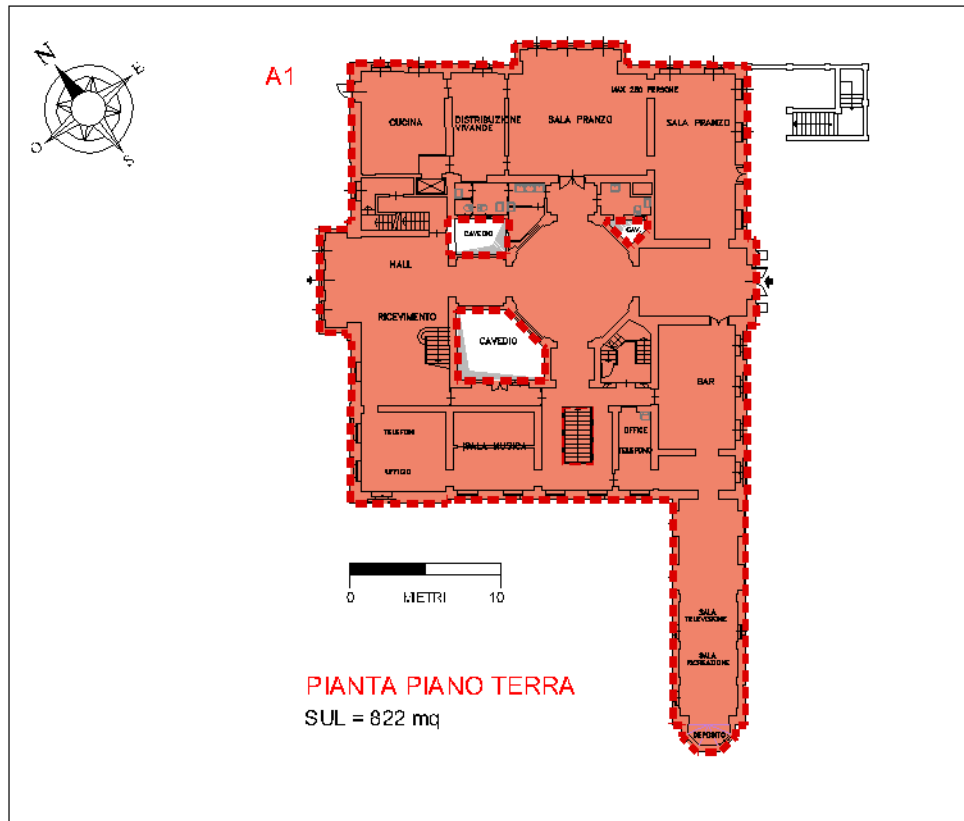 N
E
O
S
A1
MAX 280 PERSONE
CUCINA
DISTRIBUZIONE
VIVANDE
SALA PRANZO
SALA PRANZO
CAVEDIO
CAV.
HALL
RICEVIMENTO
CAVEDIO
BAR
TELEFONI
UFFICIO
SALA MUSICA
OFFICE
TELEFONO
0 METRI 10
SALA
TELEVISIONE
SALA
RICREAZIONE
DEPOSITO
PIANTA PIANO TERRA
SUL = 822 mq